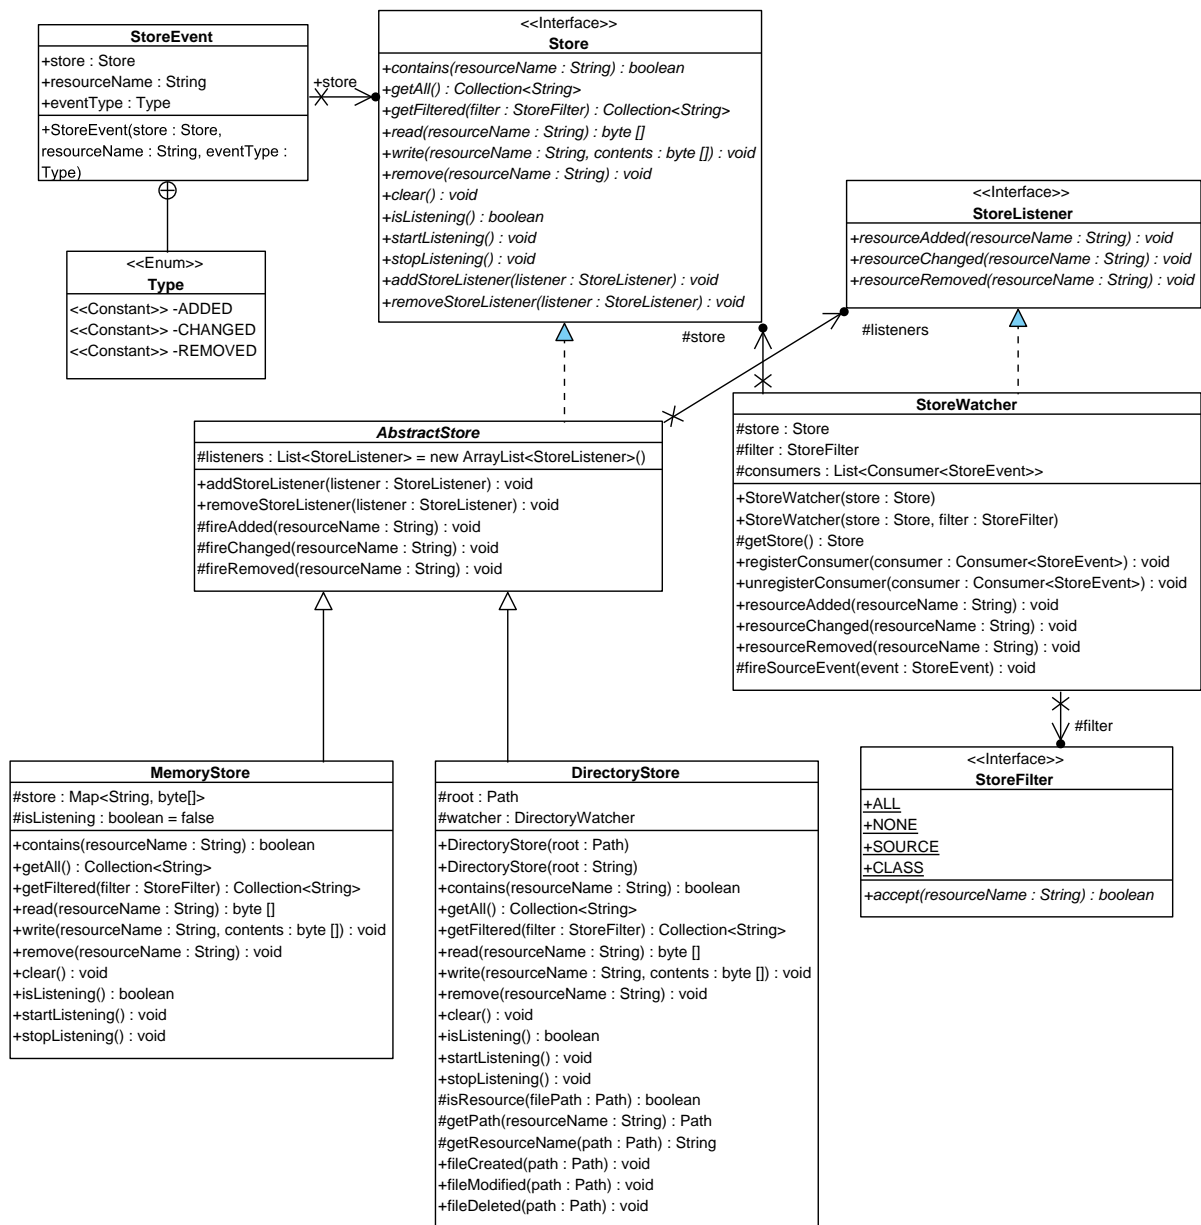 StoreEvent
+store : Store
+resourceName : String
+eventType : Type
+StoreEvent(store : Store,
resourceName : String, eventType :
Type)
<<Enum>>
Type
<<Constant>> -ADDED
<<Constant>> -CHANGED
<<Constant>> -REMOVED
+store
<<Interface>>
Store
+contains(resourceName : String) : boolean
+getAll() : Collection<String>
+getFiltered(filter : StoreFilter) : Collection<String>
+read(resourceName : String) : byte []
+write(resourceName : String, contents : byte []) : void
+remove(resourceName : String) : void
+clear() : void
+isListening() : boolean
+startListening() : void
+stopListening() : void
+addStoreListener(listener : StoreListener) : void
+removeStoreListener(listener : StoreListener) : void
<<Interface>>
StoreListener
+resourceAdded(resourceName : String) : void
+resourceChanged(resourceName : String) : void
+resourceRemoved(resourceName : String) : void
#store
#listeners
AbstractStore
#listeners : List<StoreListener> = new ArrayList<StoreListener>()
+addStoreListener(listener : StoreListener) : void
+removeStoreListener(listener : StoreListener) : void
#fireAdded(resourceName : String) : void
#fireChanged(resourceName : String) : void
#fireRemoved(resourceName : String) : void
StoreWatcher
#store : Store
#filter : StoreFilter
#consumers : List<Consumer<StoreEvent>>
+StoreWatcher(store : Store)
+StoreWatcher(store : Store, filter : StoreFilter)
#getStore() : Store
+registerConsumer(consumer : Consumer<StoreEvent>) : void
+unregisterConsumer(consumer : Consumer<StoreEvent>) : void
+resourceAdded(resourceName : String) : void
+resourceChanged(resourceName : String) : void
+resourceRemoved(resourceName : String) : void
#fireSourceEvent(event : StoreEvent) : void
#filter
MemoryStore
#store : Map<String, byte[]>
#isListening : boolean = false
+contains(resourceName : String) : boolean
+getAll() : Collection<String>
+getFiltered(filter : StoreFilter) : Collection<String>
+read(resourceName : String) : byte []
+write(resourceName : String, contents : byte []) : void
+remove(resourceName : String) : void
+clear() : void
+isListening() : boolean
+startListening() : void
+stopListening() : void
DirectoryStore
#root : Path
#watcher : DirectoryWatcher
+DirectoryStore(root : Path)
+DirectoryStore(root : String)
+contains(resourceName : String) : boolean
+getAll() : Collection<String>
+getFiltered(filter : StoreFilter) : Collection<String>
+read(resourceName : String) : byte []
+write(resourceName : String, contents : byte []) : void
+remove(resourceName : String) : void
+clear() : void
+isListening() : boolean
+startListening() : void
+stopListening() : void
#isResource(filePath : Path) : boolean
#getPath(resourceName : String) : Path
#getResourceName(path : Path) : String
+fileCreated(path : Path) : void
+fileModified(path : Path) : void
+fileDeleted(path : Path) : void
<<Interface>>
StoreFilter
+ALL
+NONE
+SOURCE
+CLASS
+accept(resourceName : String) : boolean